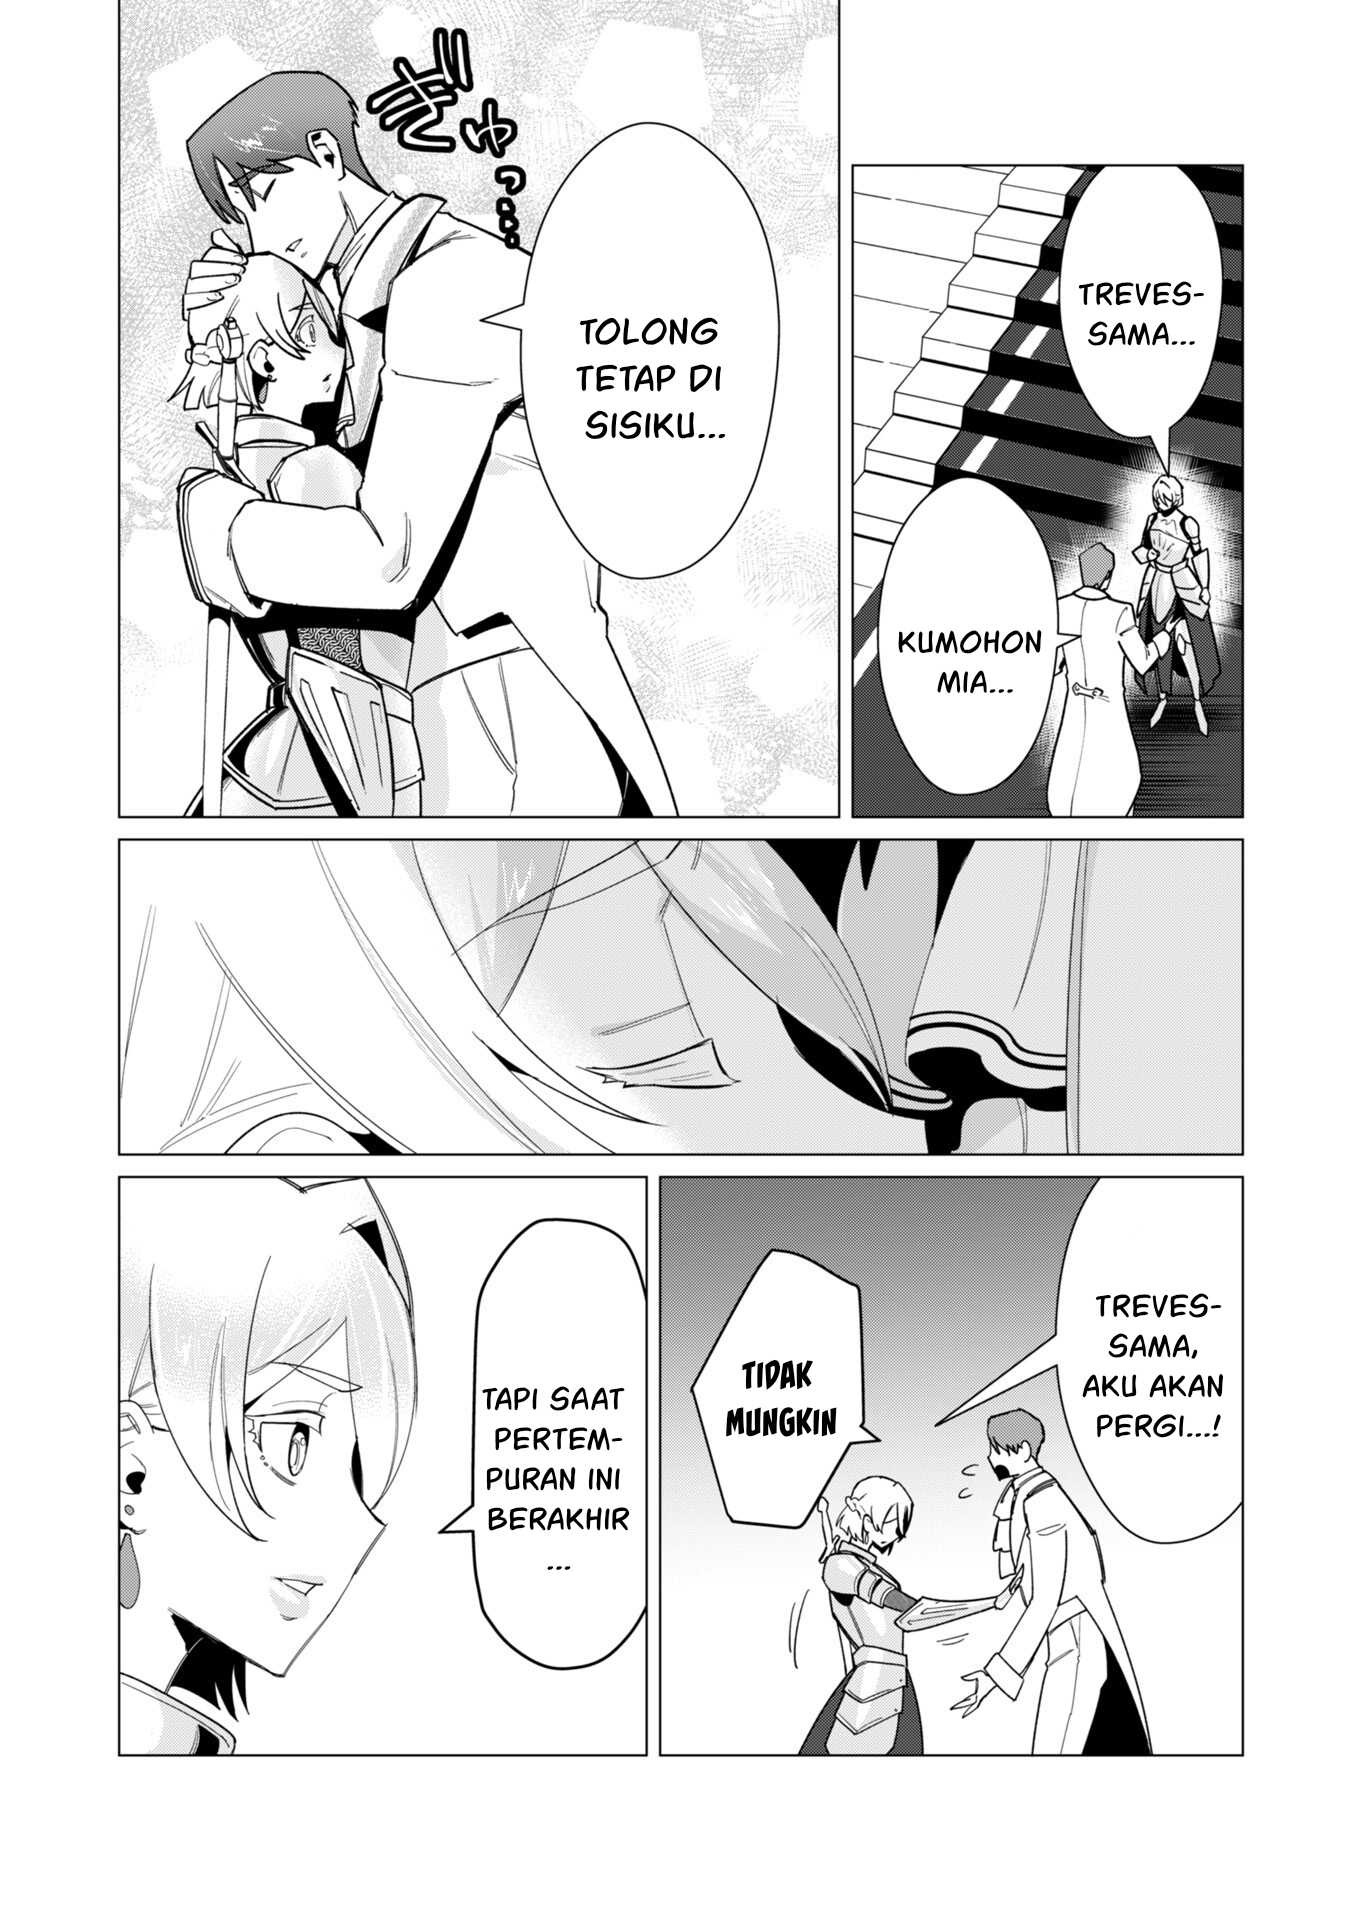 TREVES-
SAMA...
KUMOHON
MIA...
ぎゅっ…
TOLONG
TETAP DI
SISIKU...
TREVES-
SAMA,
AKU AKAN
PERGI...!
TIDAK
MUNGKIN
TAPI SAAT
PERTEM-
PURAN INI
BERAKHIR
...